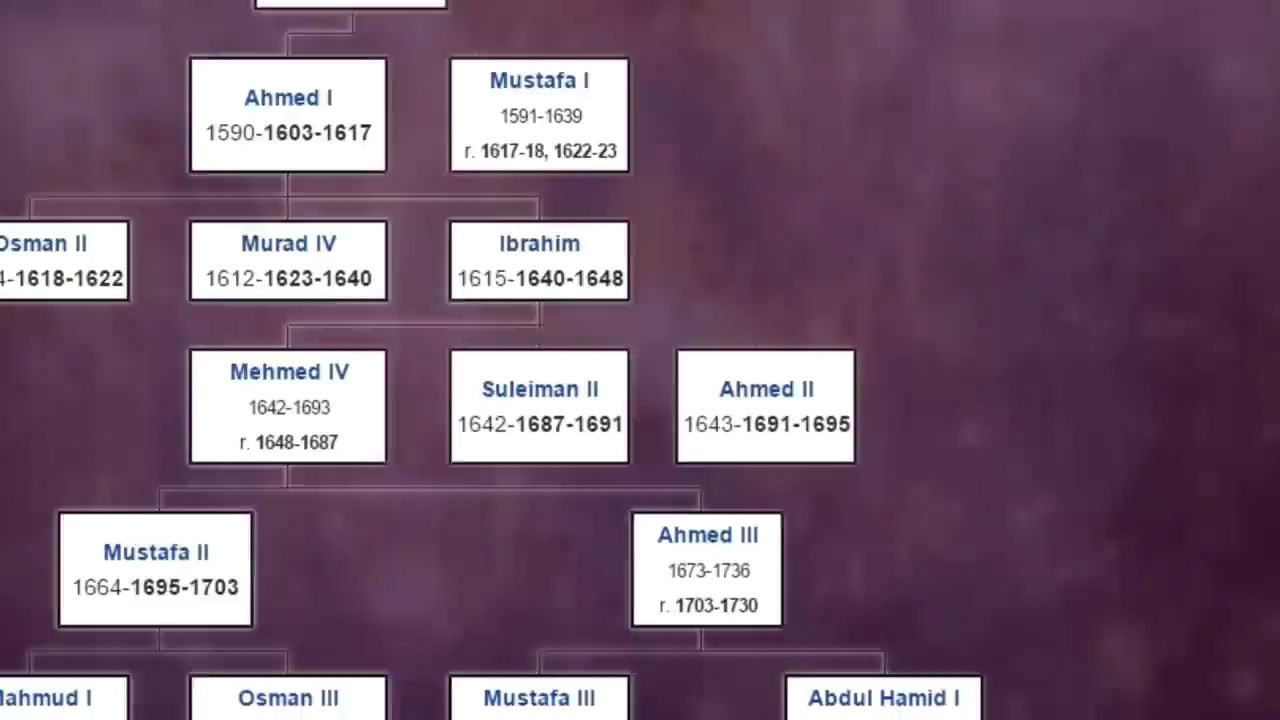 Ahmed I
1590-1603-1617
Mustafa I
1591-1639
r. 1617-18, 1622-23
Osman II
4-1618-1622
Murad IV
1612-1623-1640
Ibrahim
1615-1640-1648
Mehmed IV
1642-1693
r. 1648-1687
Suleiman II
1642-1687-1691
Ahmed II
1643-1691-1695
Mustafa II
1664-1695-1703
Ahmed III
1673-1736
r. 1703-1730
Mahmud I
Osman III
Mustafa III
Abdul Hamid I